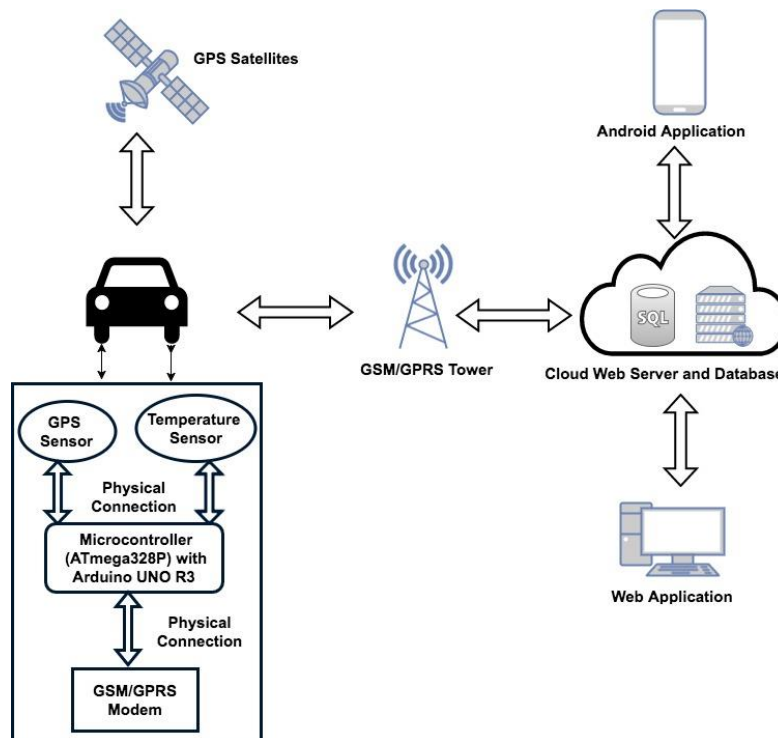 GPS Satellites
Android Application
SQL
GSM/GPRS Tower
Cloud Web Server and Database
GPS
Sensor
Temperature
Sensor
Physical
Connection
Microcontroller
(ATmega328P) with
Arduino UNO R3
Physical
Connection
GSM/GPRS
Modem
Web Application